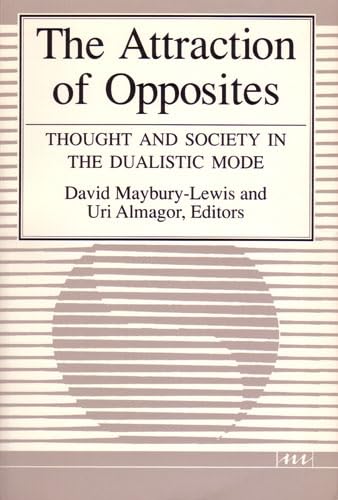 The Attraction
of Opposites
THOUGHT AND SOCIETY IN
THE DUALISTIC MODE
David Maybury-Lewis and
Uri Almagor, Editors
m